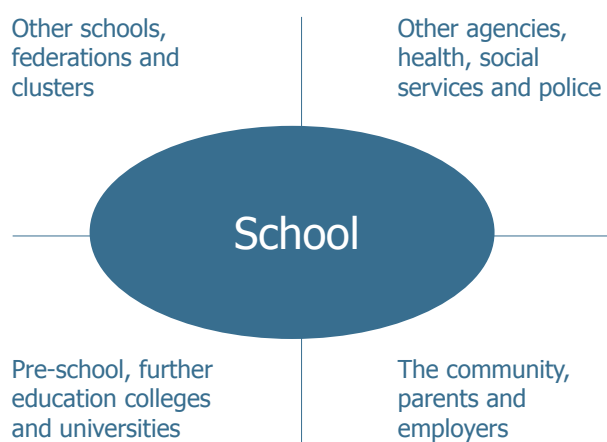 Other schools,
federations and
clusters
Other agencies,
health, social
services and police
School
Pre-school, further
education colleges
and universities
The community,
parents and
employers